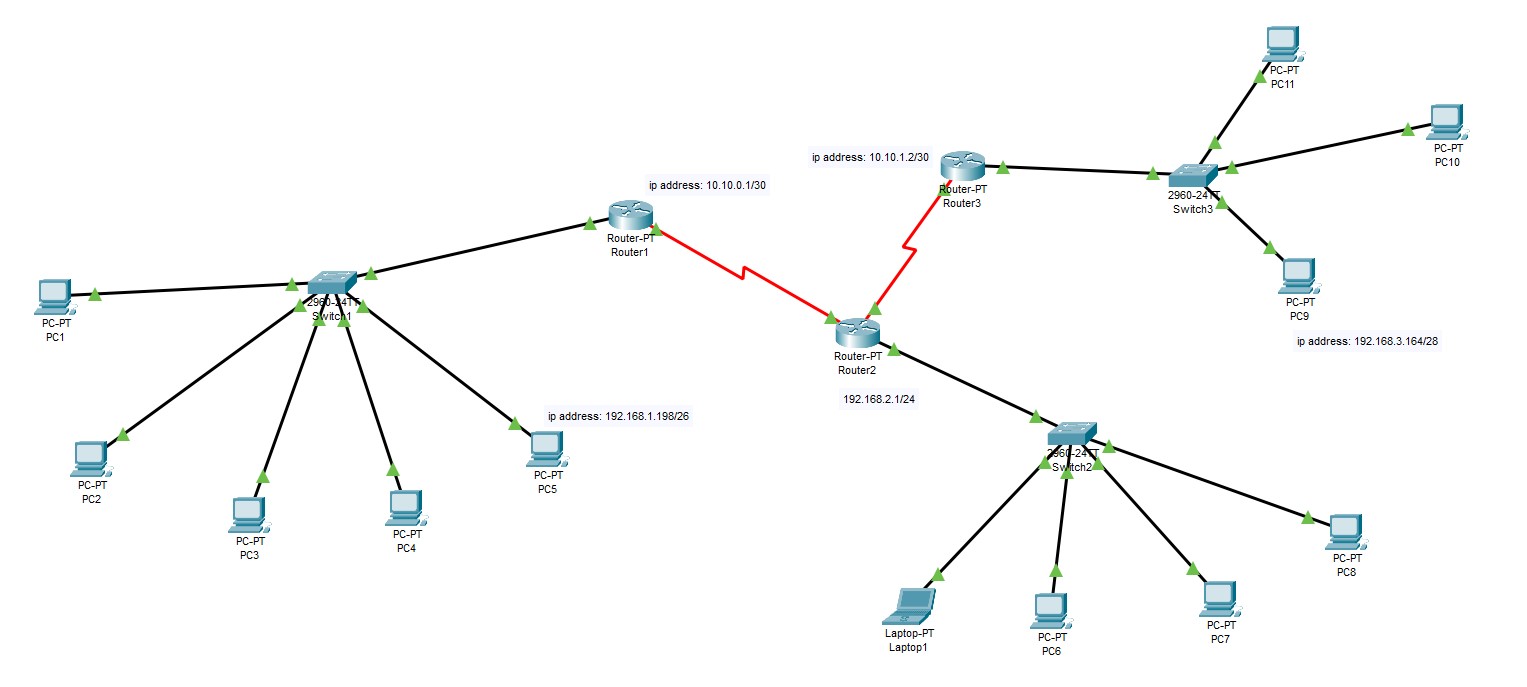 PC-PT
PC11
PC-PT
PC10
ip address: 10.10.1.2/30
Router-PT
Router3
2960-24TT
Switch3
ip address: 10.10.0.1/30
Router-PT
Router1
PC-PT
PC9
ip address: 192.168.3.164/28
2960-24TT
Switch1
PC-PT
PC1
Router-PT
Router2
192.168.2.1/24
ip address: 192.168.1.198/26
2960-24TT
Switch2
PC-PT
PC2
PC-PT
PC3
PC-PT
PC4
PC-PT
PC5
Laptop-PT
Laptop1
PC-PT
PC6
PC-PT
PC7
PC-PT
PC8